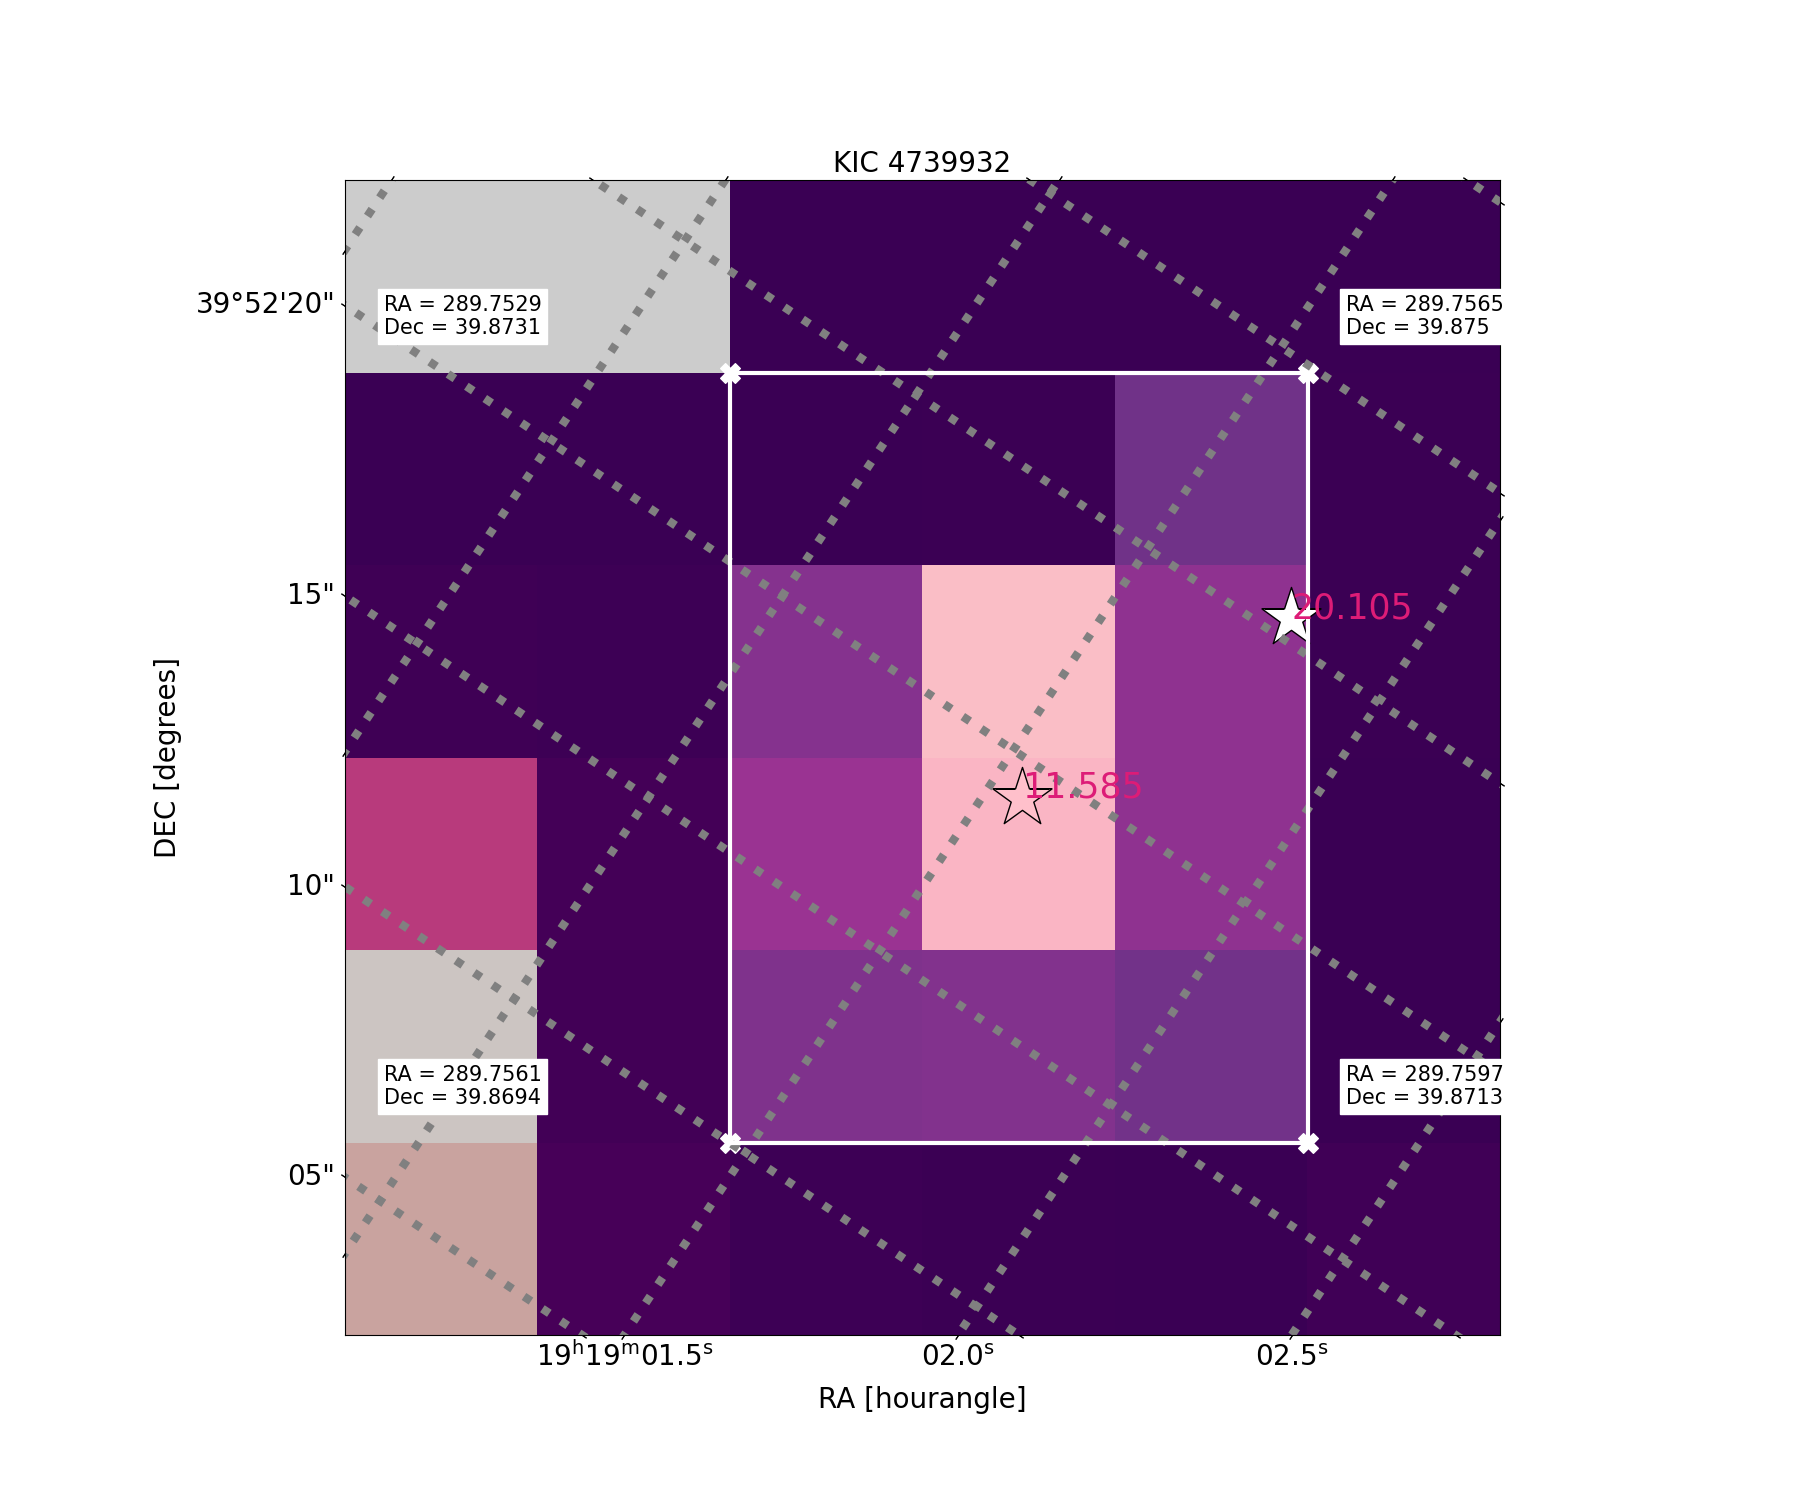 KIC 4739932
39°52'20"
RA = 289.7529
Dec = 39.8731
RA = 289.7565
Dec = 39.875
15"
20.105
11.585
10"
RA = 289.7561
Dec = 39.8694
RA = 289.7597
Dec = 39.8713
05"
DEC [degrees]
19ʰ19ᵐ01.5ˢ
02.0ˢ
02.5ˢ
RA [hourangle]